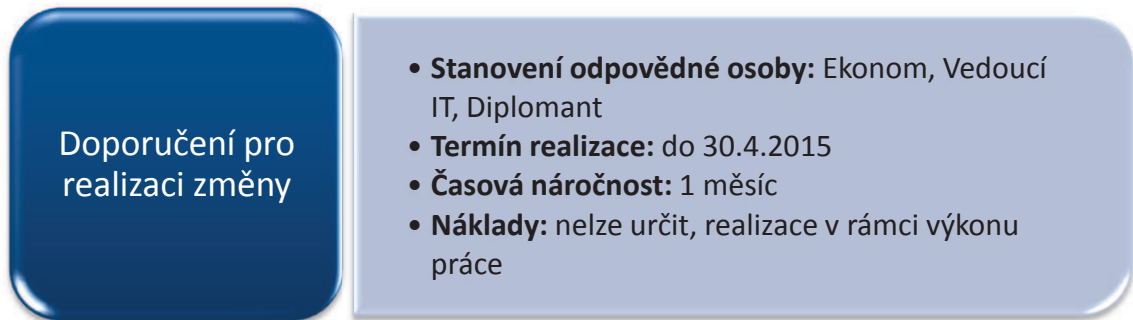 Doporučení pro
realizaci změny
• Stanovení odpovědné osoby: Ekonom, Vedoucí
IT, Diplomant
• Termín realizace: do 30.4.2015
• Časová náročnost: 1 měsíc
• Náklady: nelze určit, realizace v rámci výkonu
práce